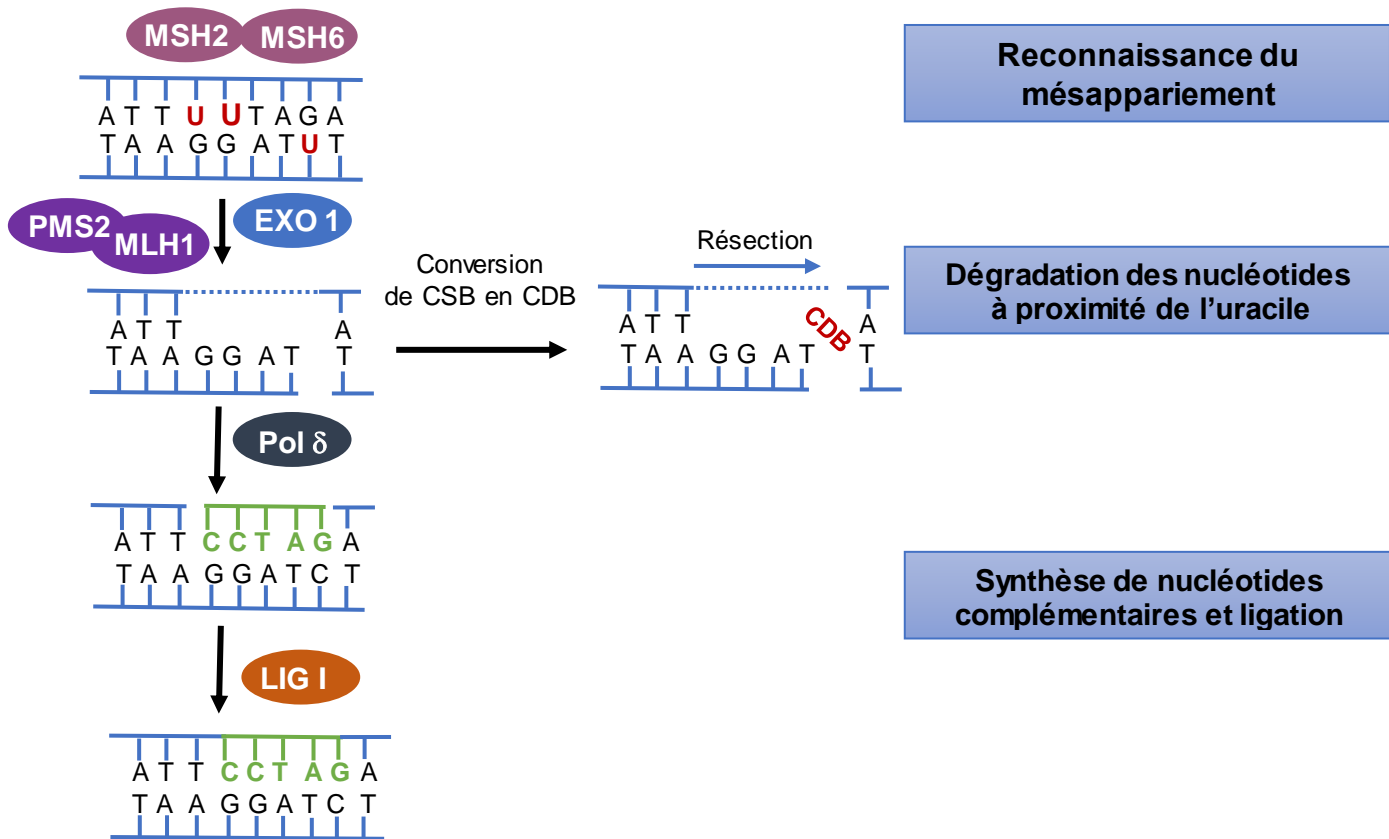 MSH2 MSH6
Reconnaissance du
mésappariement
A T T U U T A G A
T A A G G A T U T
PMS2
MLH1
EXO 1
Conversion
de CSB en CDB
Résection
Dégradation des nucléotides
à proximité de l’uracile
A T T A
T A A G G A T T
A T T CDB A
T A A G G A T T
Pol δ
A T T C C T A G A
T A A G G A T C T
Synthèse de nucléotides
complémentaires et ligation
LIG I
A T T C C T A G A
T A A G G A T C T